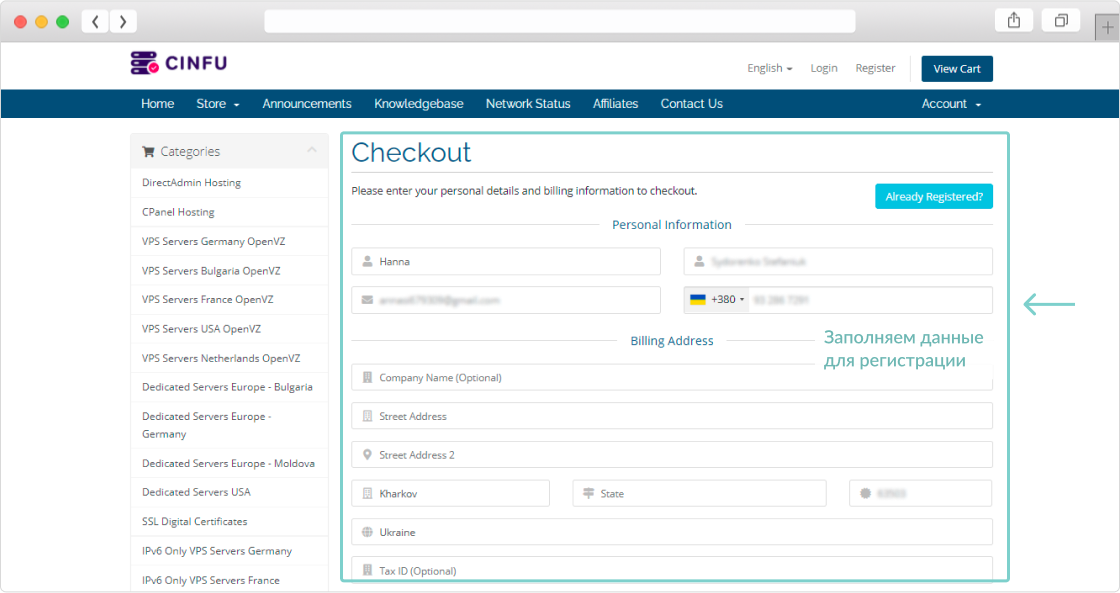 CINFU
English
Login
Register
View Cart
Home
Store
Announcements
Knowledgebase
Network Status
Affiliates
Contact Us
Account
Categories
DirectAdmin Hosting
CPanel Hosting
VPS Servers Germany OpenVZ
VPS Servers Bulgaria OpenVZ
VPS Servers France OpenVZ
VPS Servers USA OpenVZ
VPS Servers Netherlands OpenVZ
Dedicated Servers Europe - Bulgaria
Dedicated Servers Europe -
Germany
Dedicated Servers Europe - Moldova
Dedicated Servers USA
SSL Digital Certificates
IPv6 Only VPS Servers Germany
IPv6 Only VPS Servers France
Checkout
Please enter your personal details and billing information to checkout.
Already Registered?
Personal Information
Hanna
+380
Billing Address
Заполняем данные
для регистрации
Company Name (Optional)
Street Address
Street Address 2
Kharkov
State
Ukraine
Tax ID (Optional)